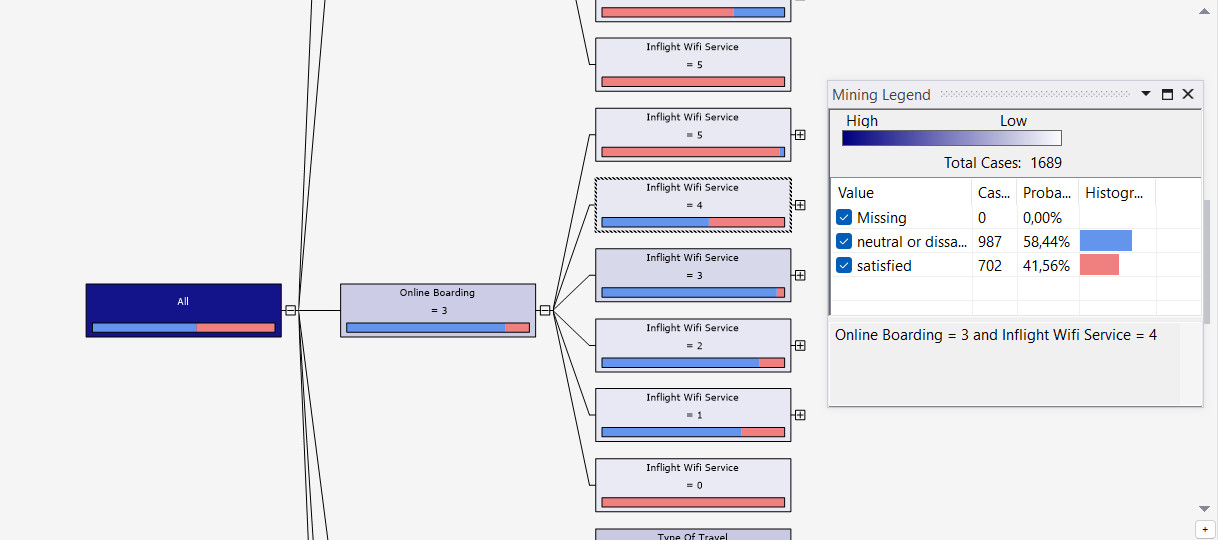 Inflight Wifi Service
= 5
Inflight Wifi Service
= 5
Inflight Wifi Service
= 4
Inflight Wifi Service
= 3
Inflight Wifi Service
= 2
Inflight Wifi Service
= 1
Inflight Wifi Service
= 0
Type Of Travel
All
Online Boarding
= 3
Mining Legend
High Low
Total Cases: 1689
Value Cas... Proba... Histogr...
Missing 0 0,00%
neutral or dissa... 987 58,44%
satisfied 702 41,56%
Online Boarding = 3 and Inflight Wifi Service = 4